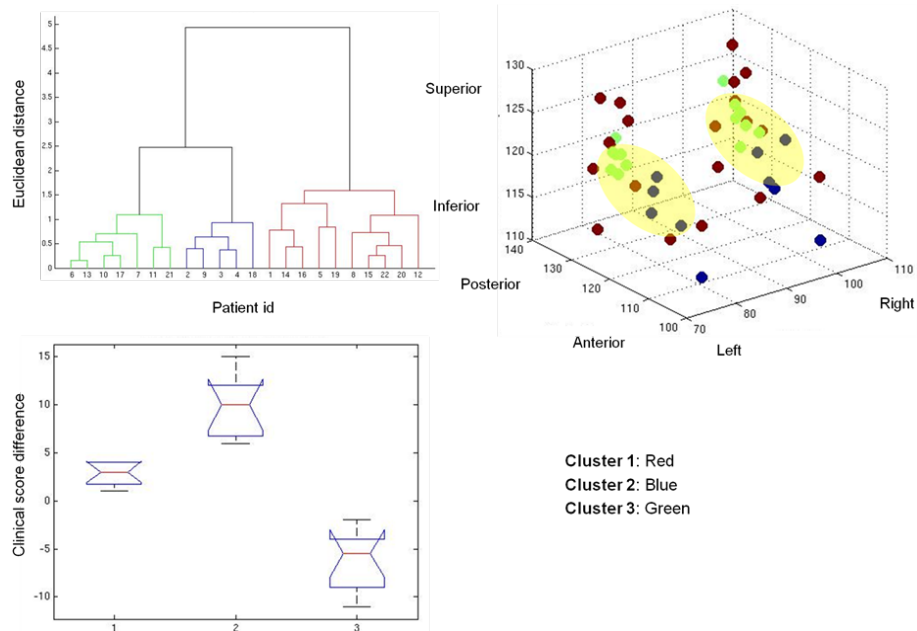 5
4.5
4
3.5
3
2.5
2
1.5
1
0.5
0
Euclidean distance
6 13 10 17 7 11 21 2 9 3 4 18 1 14 16 5 19 8 15 22 20 12
Patient id
Superior
Inferior
130
125
120
115
110
140
130
120
110
100
70
80
90
100
110
Posterior
Anterior
Left
Right
15
10
5
0
-5
-10
Clinical score difference
1 2 3
Cluster 1: Red
Cluster 2: Blue
Cluster 3: Green